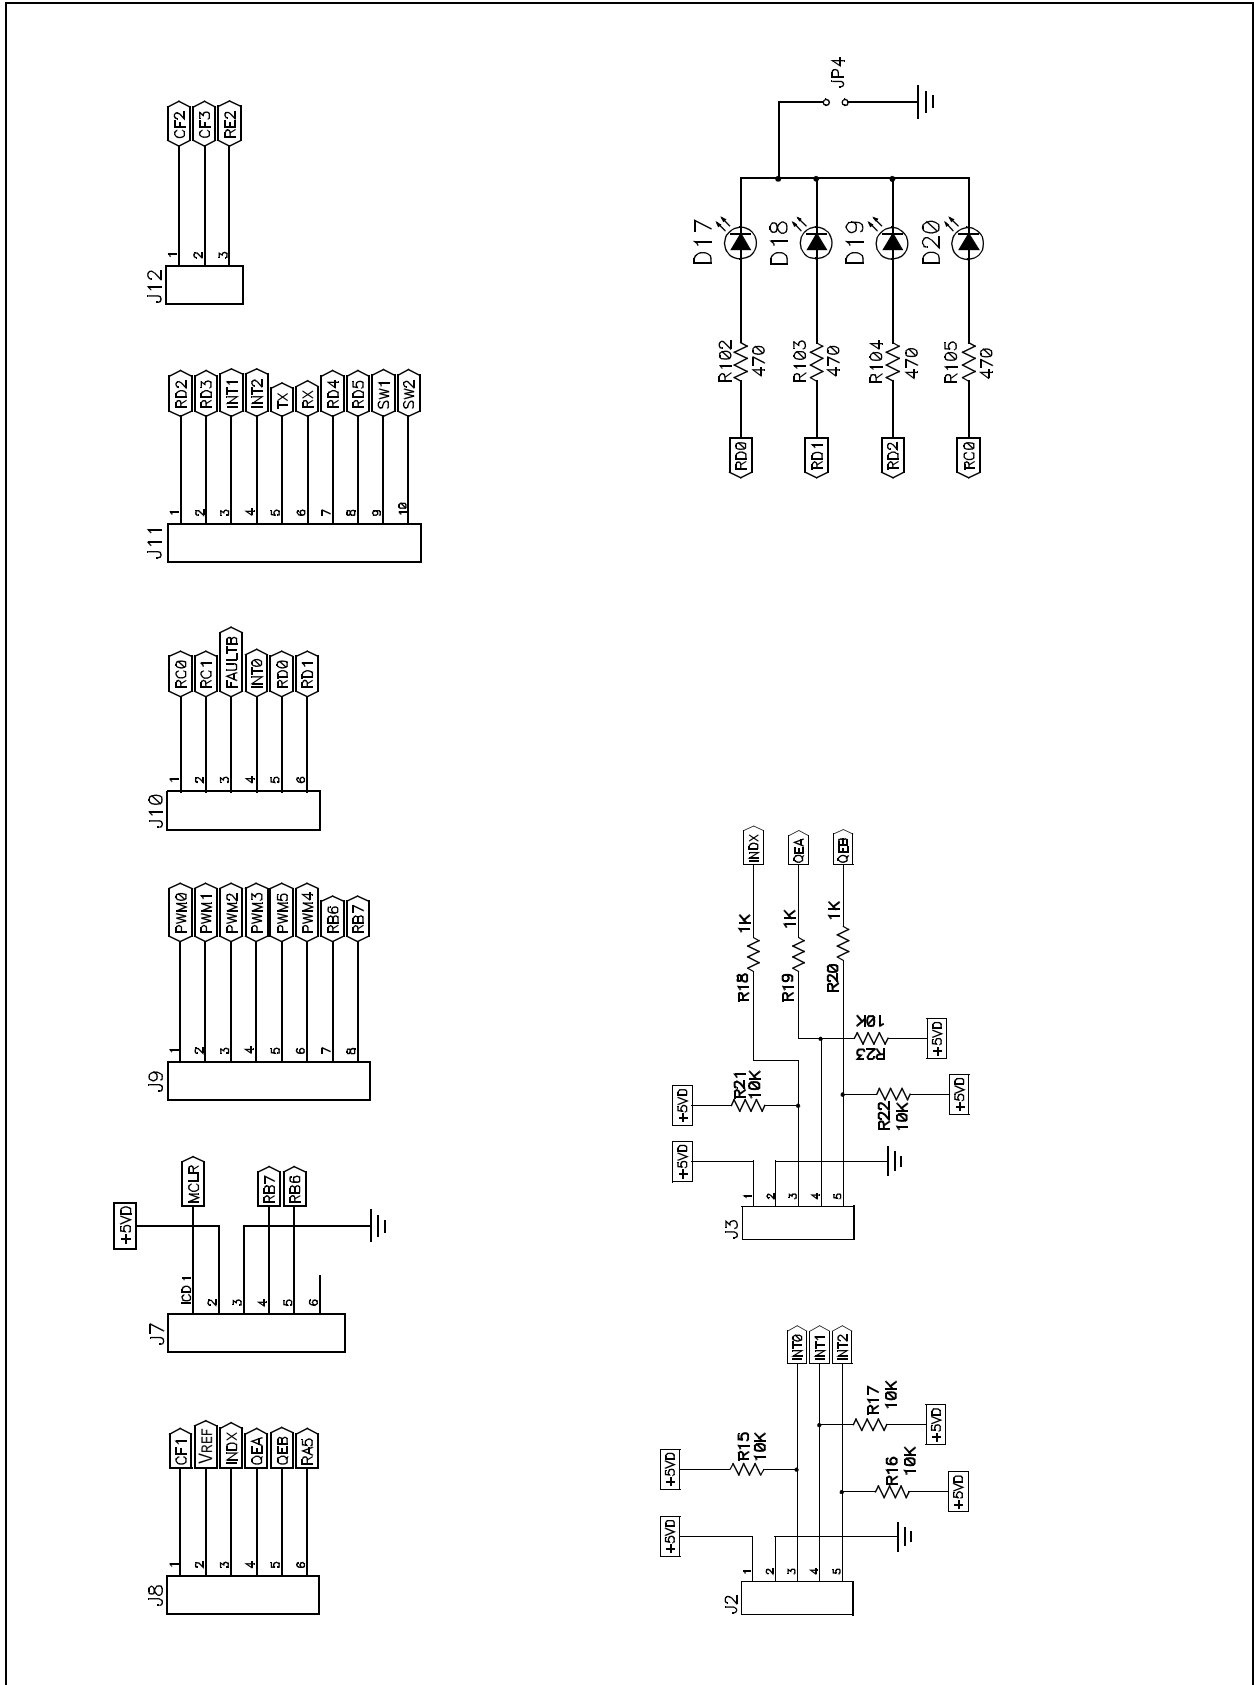 J12
1 CF2
2 CF3
3 RE2
J11
1 RD2
2 RD3
3 INT1
4 INT2
5 TX
6 RX
7 RD4
8 RD5
9 SW1
10 SW2
J10
1 RC0
2 RC1
3 FAULTB
4 INT0
5 RD0
6 RD1
J9
1 PWM0
2 PWM1
3 PWM2
4 PWM3
5 PWM5
6 PWM4
7 RB6
8 RB7
J7
+5VD
ICD 1 MCLR
2
3
4 RB7
5 RB6
6
J8
1 CF1
2 VREF
3 INDX
4 QEA
5 QEB
6 RA5
JP4
D17
D18
D19
D20
R102
470
R103
470
R104
470
R105
470
RD0
RD1
RD2
RC0
INDX
QEA
QEB
R18 1K
R19 1K
R20 1K
R23
10K
+5VD
R21
10K
+5VD
R22
10K
+5VD
+5VD
J3
1
2
3
4
5
INT0
INT1
INT2
R17
10K
+5VD
R15
10K
+5VD
R16
10K
+5VD
+5VD
J2
1
2
3
4
5